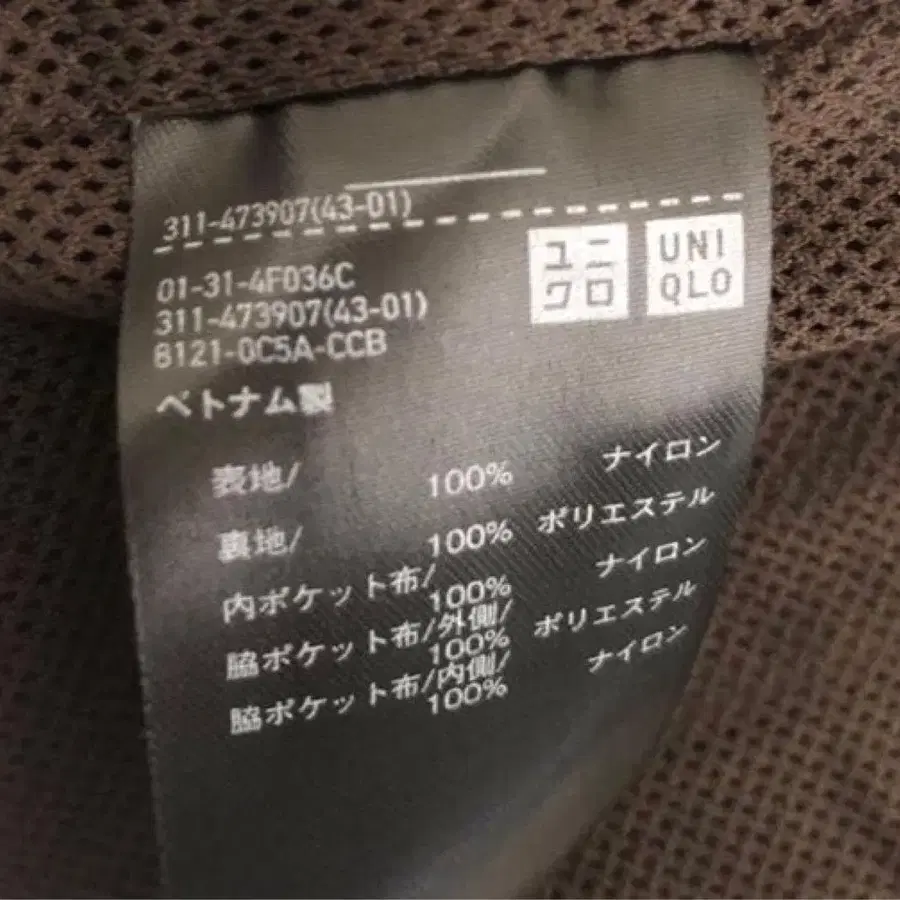 311-473907(43-01)
ユニ
クロ
UNI
QLO
01-31-4F036C
311-473907(43-01)
8121-0C5A-CCB
ベトナム製
表地/
100% ナイロン
裏地/
100% ポリエステル
内ポケット布/
100% ナイロン
脇ポケット布/外側/
100% ポリエステル
脇ポケット布/内側/
100% ナイロン